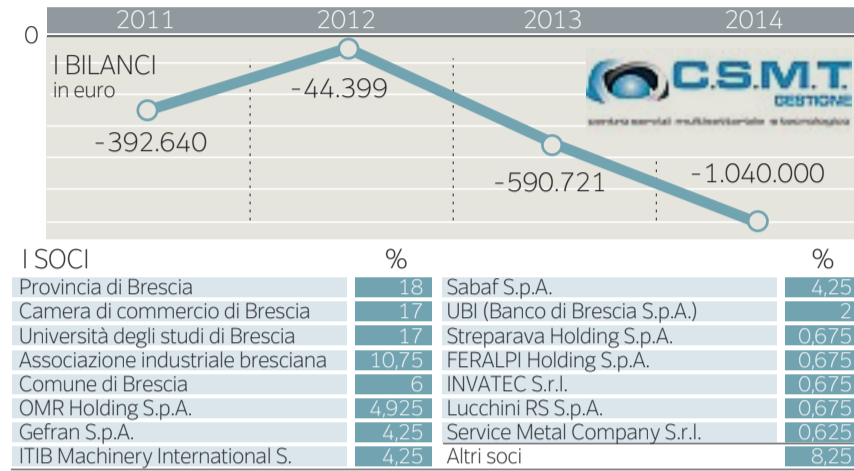 2011 2012 2013 2014
0
I BILANCI
in euro
-392.640
-44.399
-590.721
-1.040.000
C.S.M.T.
GESTIONE
centro servizi multisettoriale e tecnologico
I SOCI %
Provincia di Brescia 18
Camera di commercio di Brescia 17
Università degli studi di Brescia 17
Associazione industriale bresciana 10,75
Comune di Brescia 6
OMR Holding S.p.A. 4,925
Gefran S.p.A. 4,25
ITIB Machinery International S. 4,25
%
Sabaf S.p.A. 4,25
UBI (Banco di Brescia S.p.A.) 2
Streparava Holding S.p.A. 0,675
FERALPI Holding S.p.A. 0,675
INVATEC S.r.l. 0,675
Lucchini RS S.p.A. 0,675
Service Metal Company S.r.l. 0,625
Altri soci 8,25